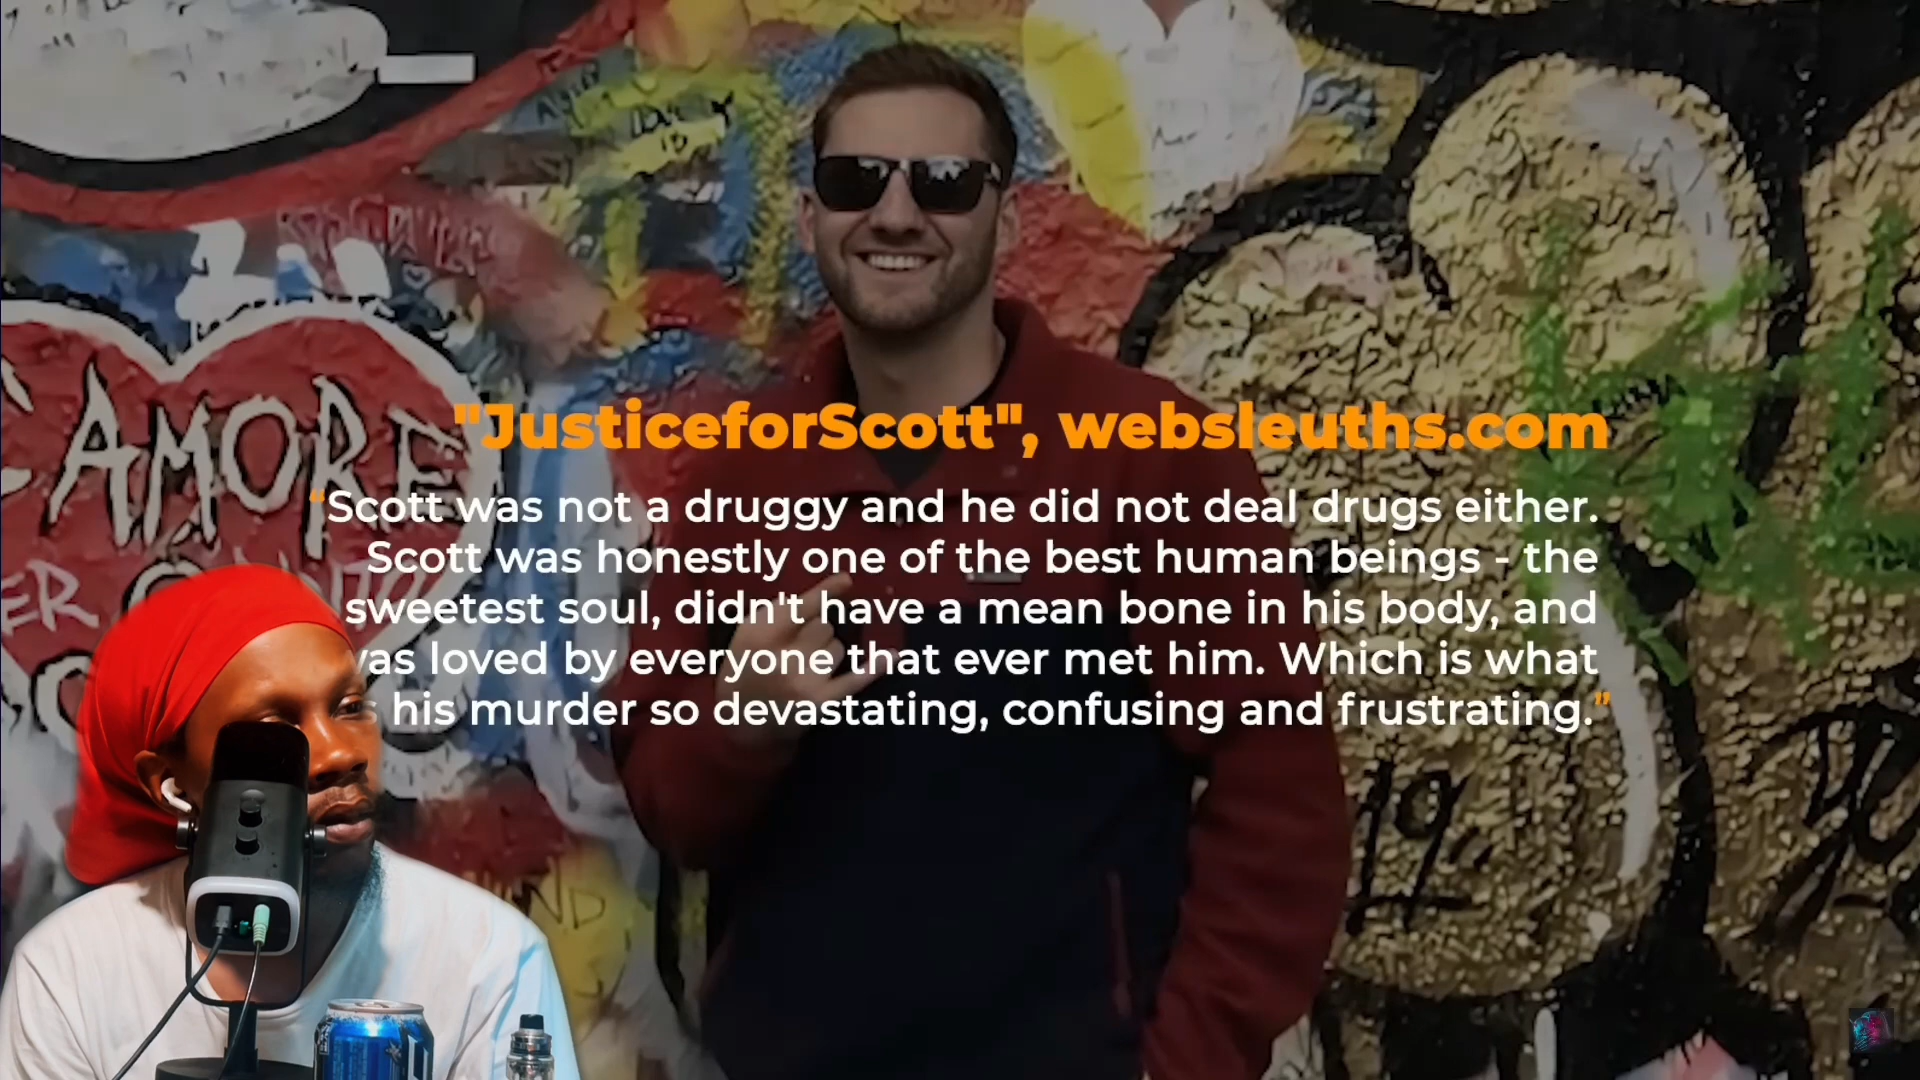 "JusticeforScott", websleuths.com
“Scott was not a druggy and he did not deal drugs either.
Scott was honestly one of the best human beings - the
sweetest soul, didn't have a mean bone in his body, and
loved by everyone that ever met him. Which is what
his murder so devastating, confusing and frustrating.”
AMORE